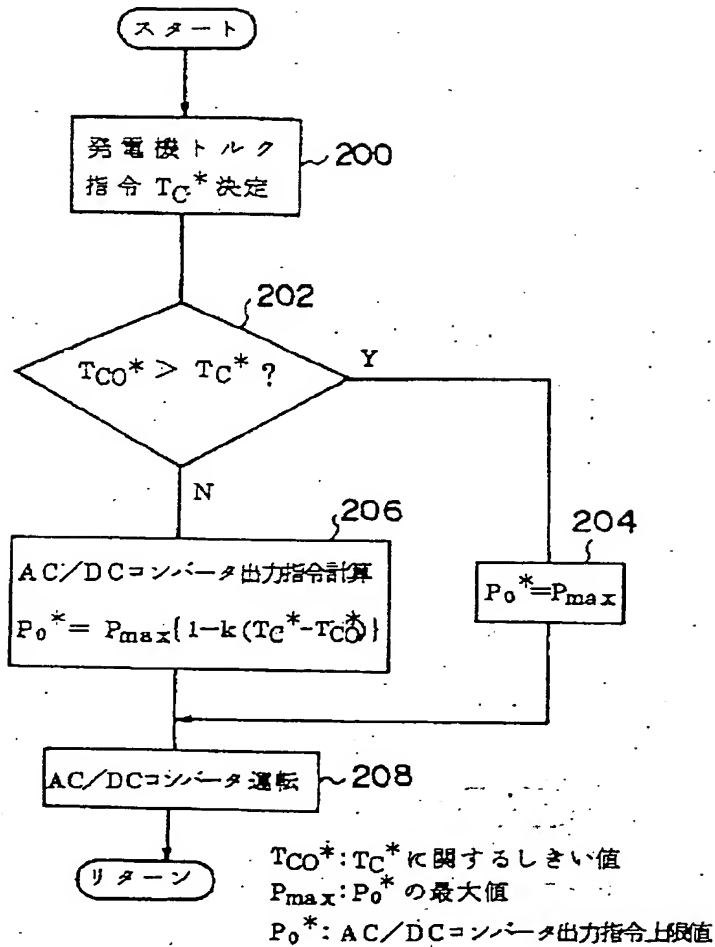 スタート
発電機トルク
指令 TC* 決定
200
202
TCO* > TC* ?
Y
N
206
204
AC/DCコンバータ出力指令計算
P0* = Pmax{1-k(TC*-TCO*)}
P0*=Pmax
AC/DCコンバータ運転
208
リターン
TCO*:TC*に関するしきい値
Pmax:P0*の最大値
P0*:AC/DCコンバータ出力指令上限値